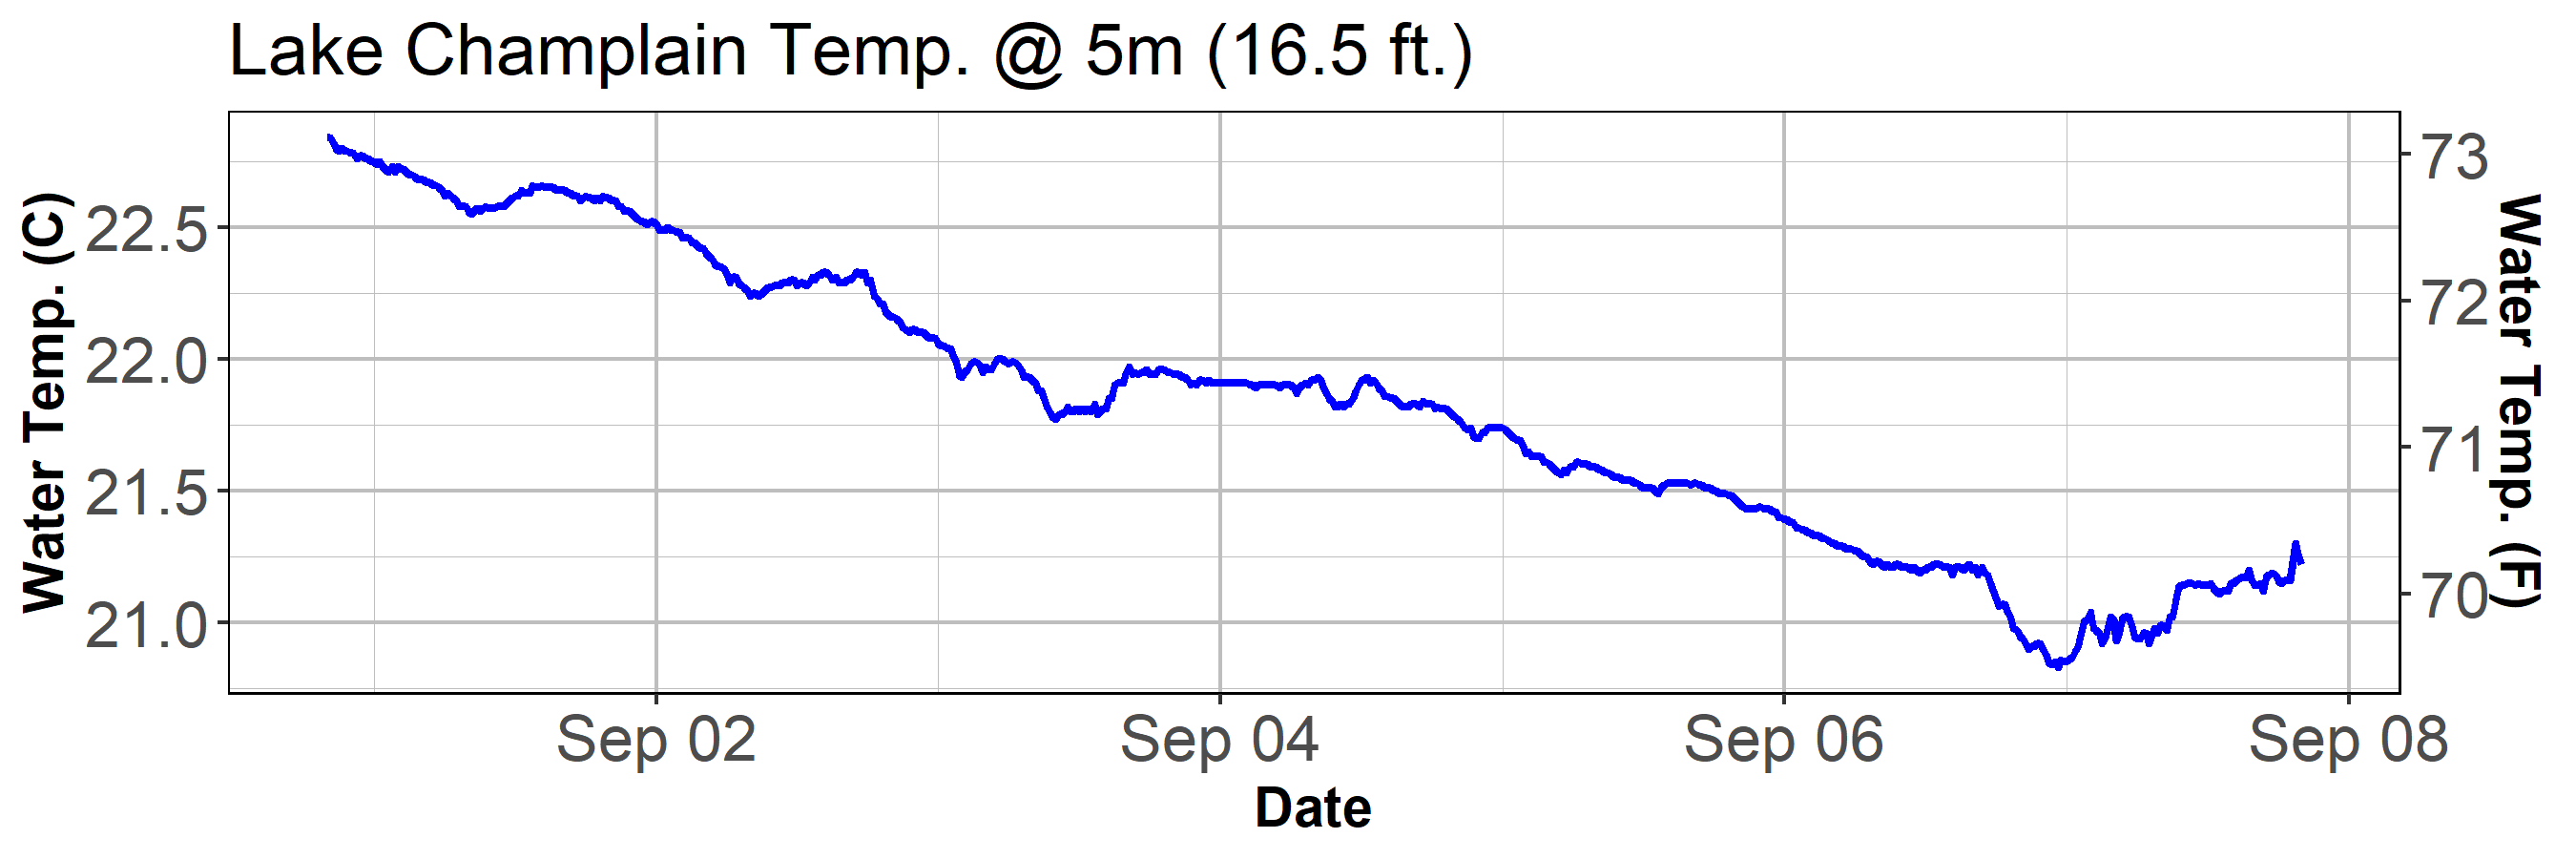 Lake Champlain Temp. @ 5m (16.5 ft.)
Water Temp. (C)
22.5
22.0
21.5
21.0
73
72
71
70
Water Temp. (F)
Sep 02
Sep 04
Sep 06
Sep 08
Date